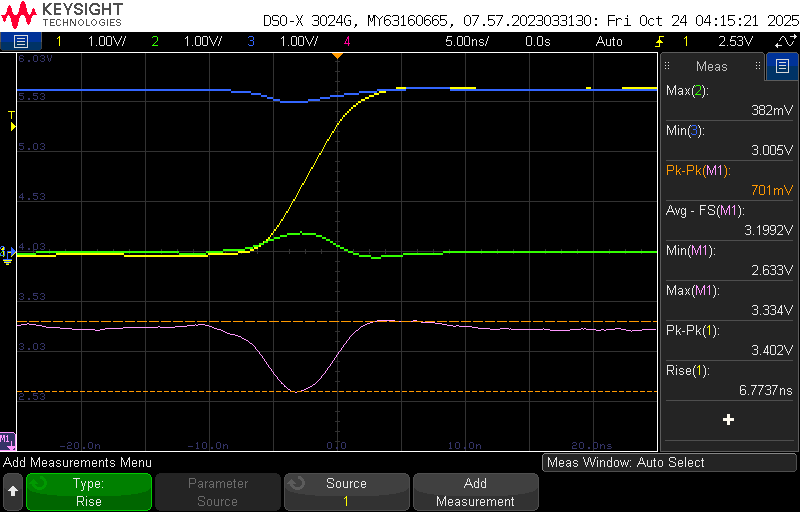 KEYSIGHT
TECHNOLOGIES
DSO-X 3024G, MY63160665, 07.57.2023033130: Fri Oct 24 04:15:21 2025
1 1.00V/ 2 1.00V/ 3 1.00V/ 4 5.00ns/ 0.0s Auto 1 2.53V
6.03V
5.53
5.03
4.53
4.03
3.53
3.03
2.53
T
M1
-20.0n -10.0n 0.0 10.0n 20.0n
Meas
Max(2):
382mV
Min(3):
3.005V
Pk-Pk(M1):
701mV
Avg - FS(M1):
3.1992V
Min(M1):
2.633V
Max(M1):
3.334V
Pk-Pk(1):
3.402V
Rise(1):
6.7737ns
+
Add Measurements Menu
Meas Window: Auto Select
Type:
Rise
Parameter
Source
Source
1
Add
Measurement